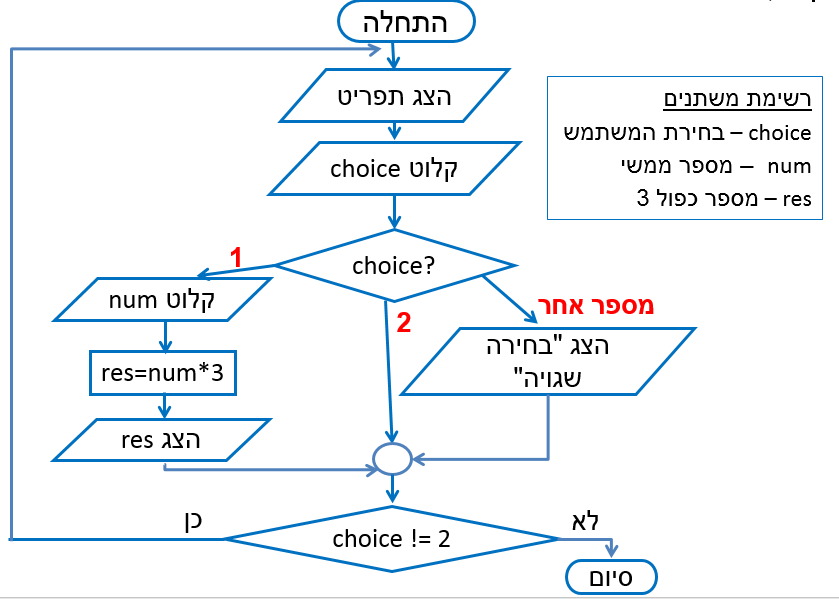 התחלה
הצג תפריט
קלוט choice
choice?
1
2
מספר אחר
קלוט num
res=num*3
הצג res
הצג "בחירה
שגויה"
choice != 2
כן
לא
סיום
רשימת משתנים
choice – בחירת המשתמש
num – מספר ממשי
res – מספר כפול 3